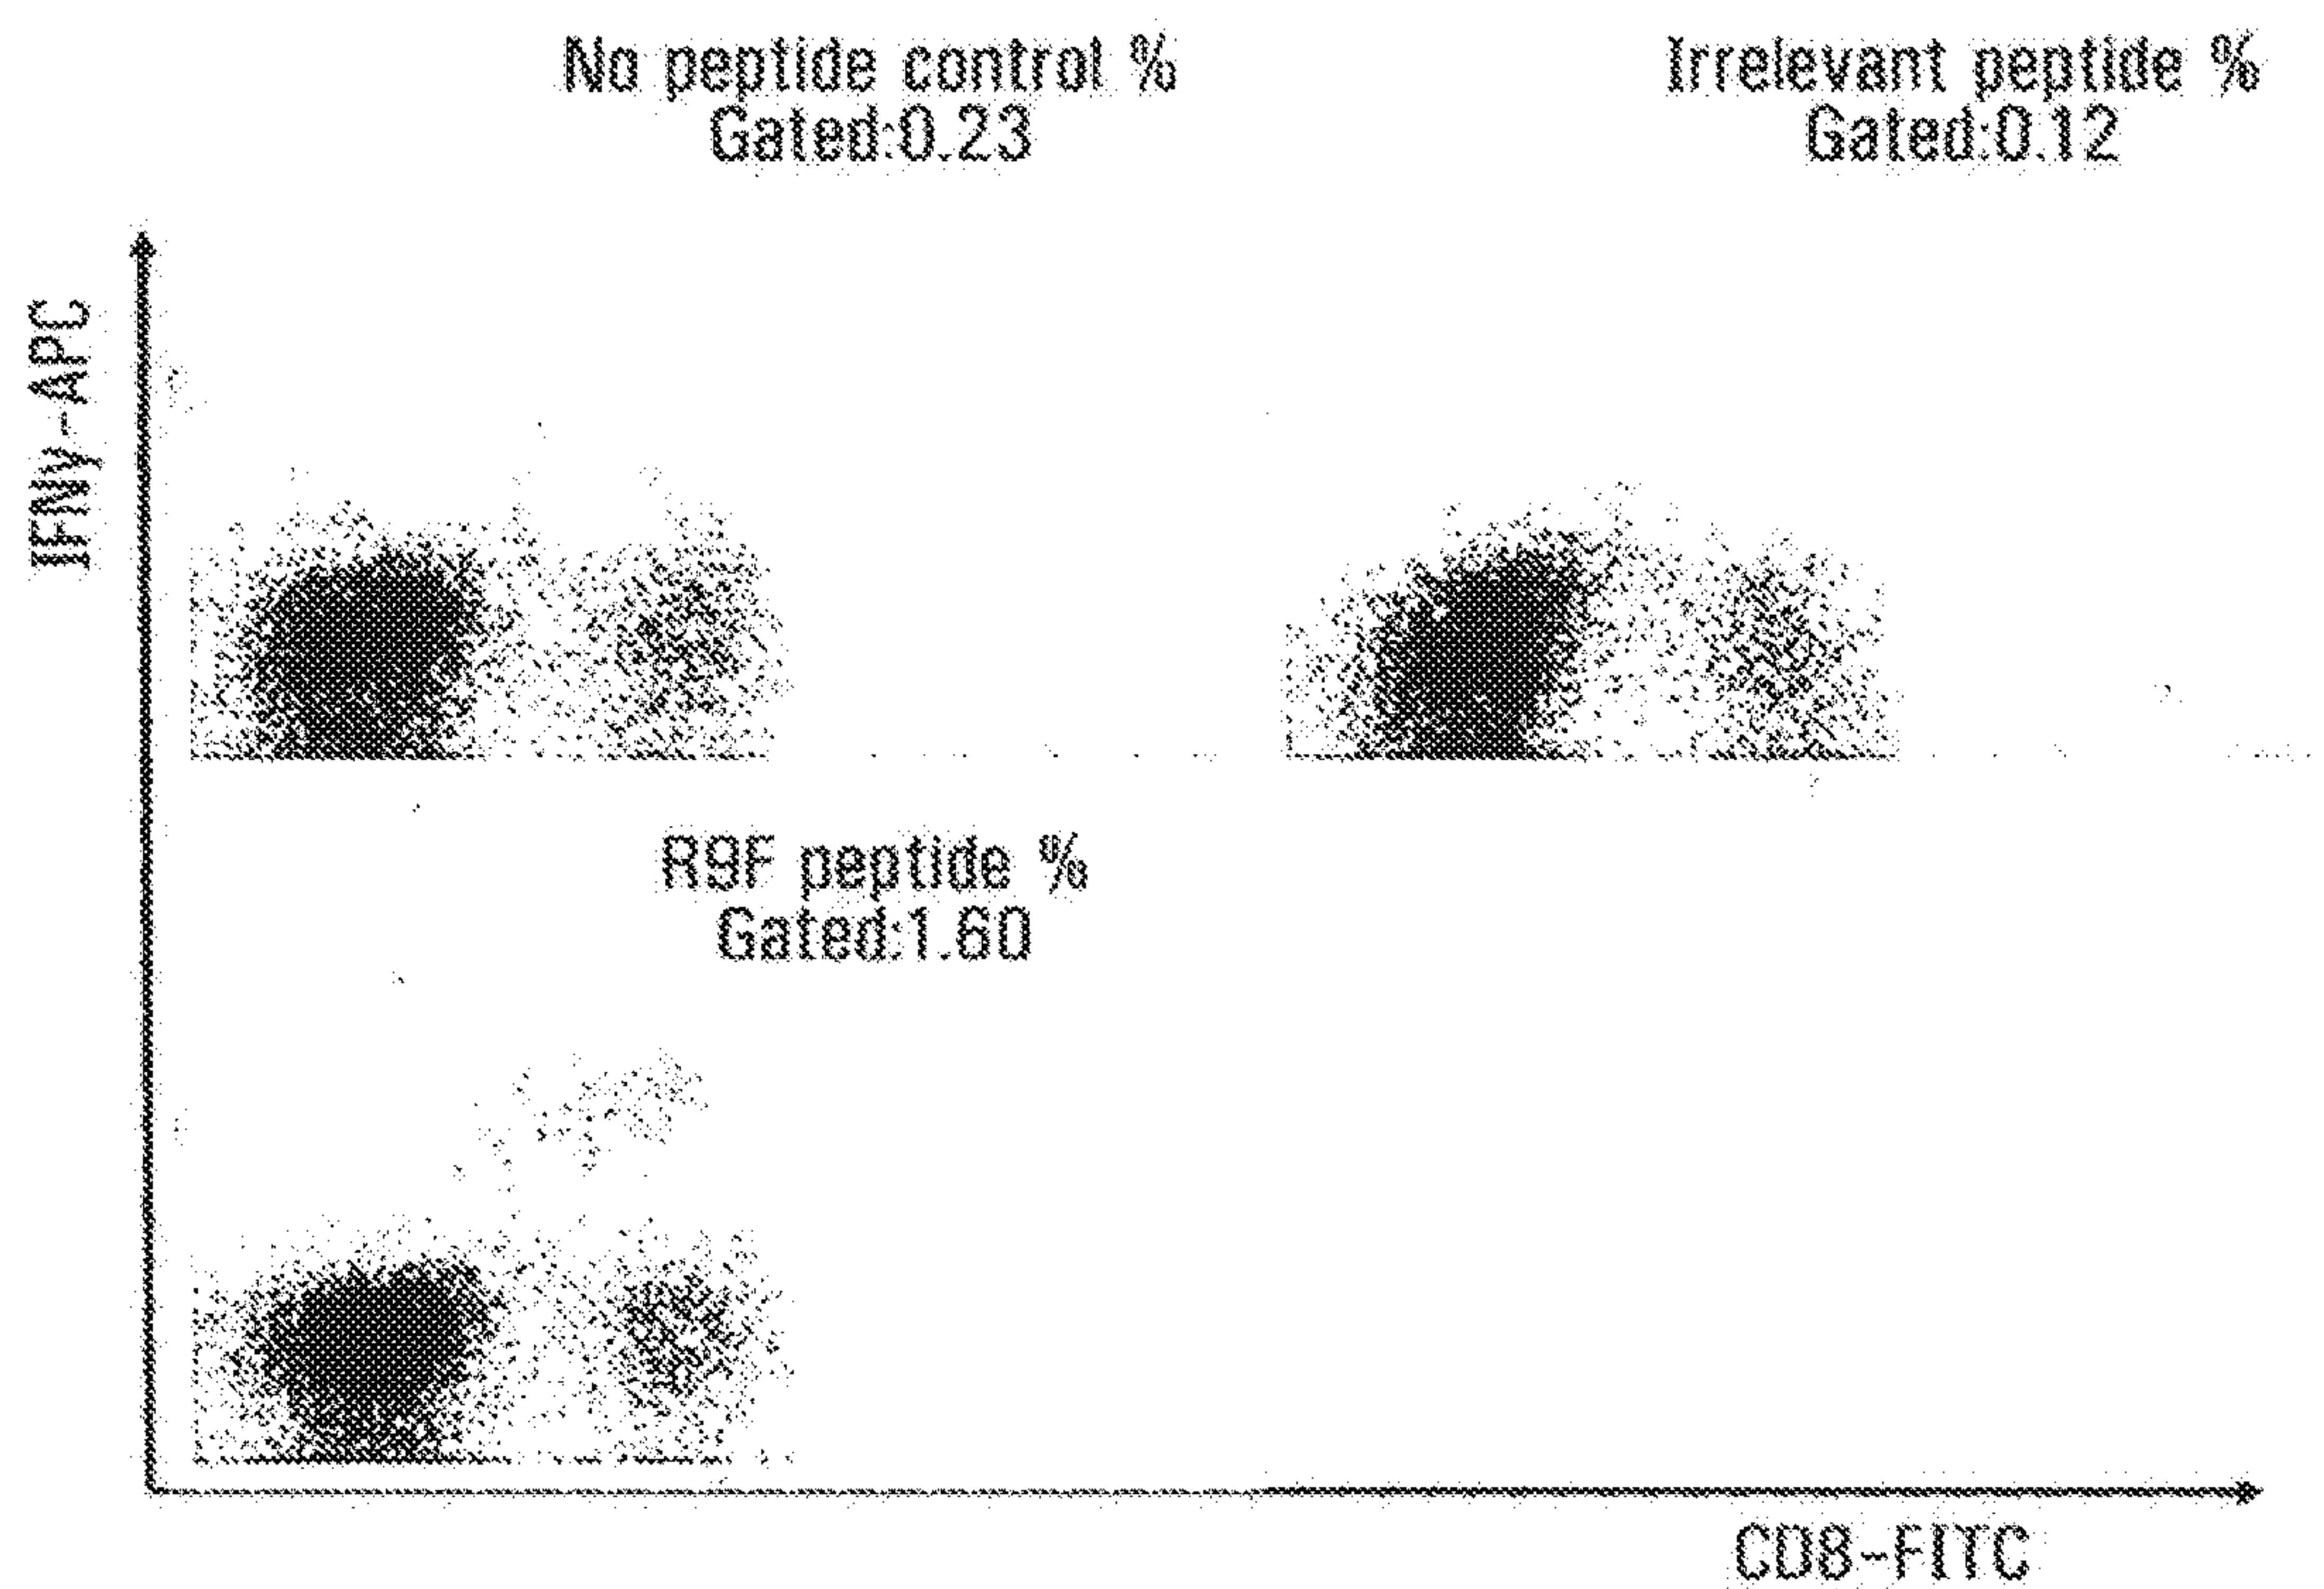 No peptide control %
Gated:0.23
Irrelevant peptide %
Gated:0.12
IFNγ-APC
R9F peptide %
Gated:1.60
CD8-FITC